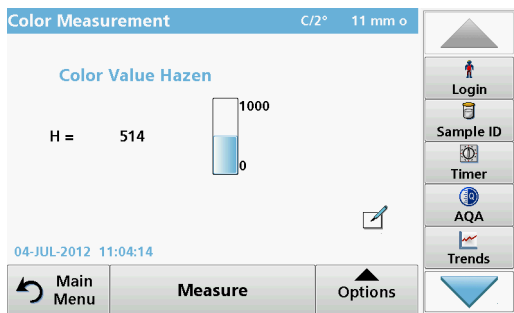 Color Measurement C/2° 11 mm o
Color Value Hazen
1000
H = 514
0
04-JUL-2012 11:04:14
Main
Menu
Measure
Options
Login
Sample ID
Timer
AQA
Trends